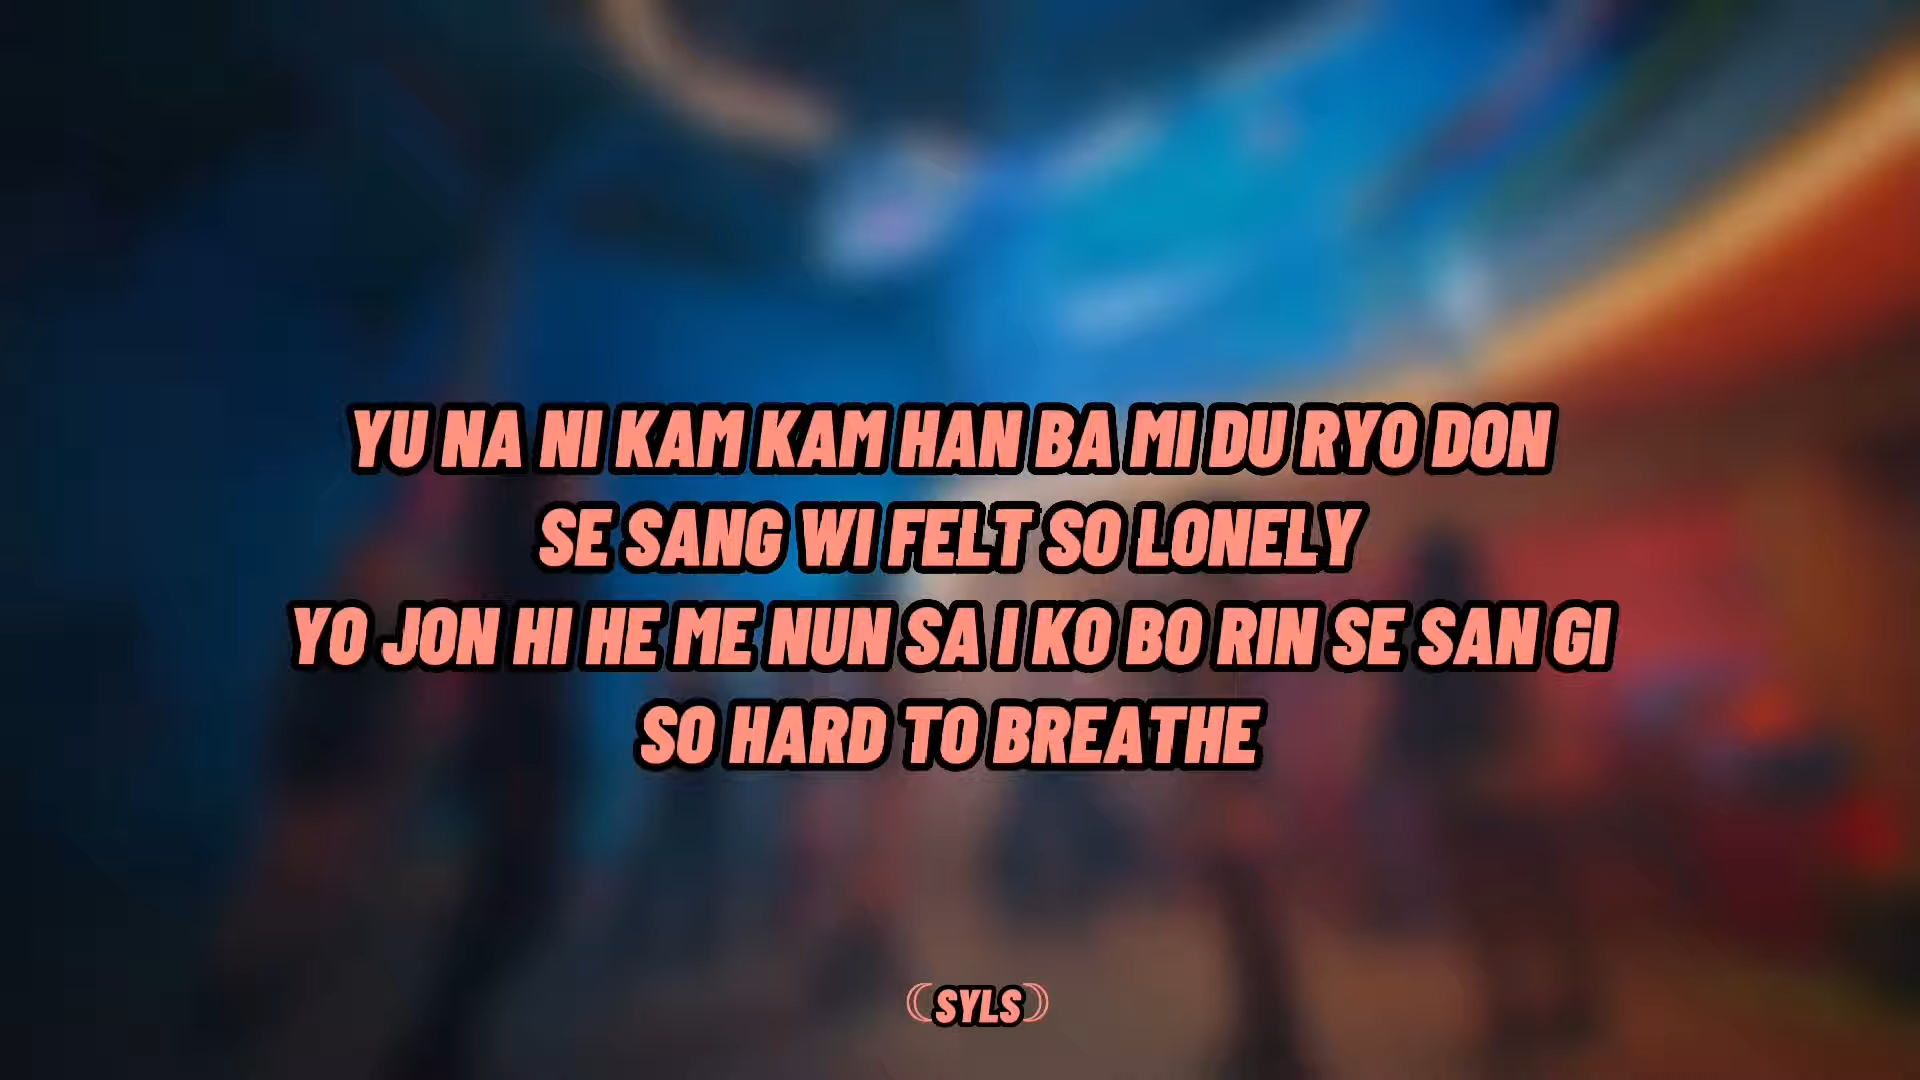 YU NA NI KAM KAM HAN BA MI DU RYO DON
SE SANG WI FELT SO LONELY
YO JON HI HE ME NUN SA I KO BO RIN SE SAN GI
SO HARD TO BREATHE
SYLS